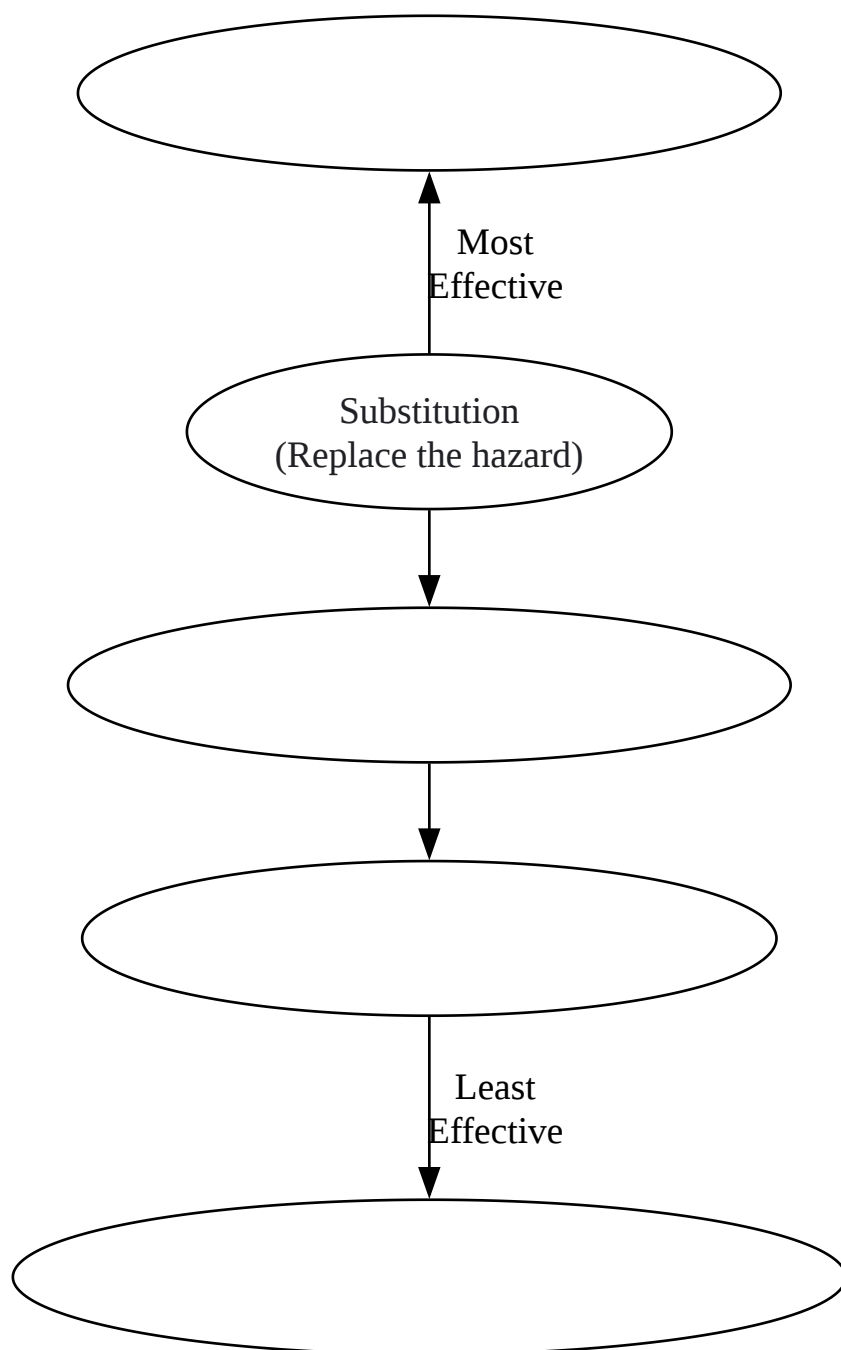 Most
Effective
Substitution
(Replace the hazard)
Least
Effective